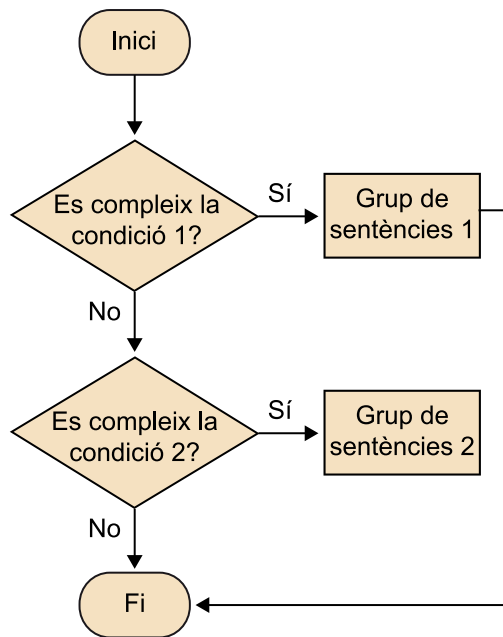 Inici
Es compleix la
condició 1?
Sí
Grup de
sentències 1
No
Es compleix la
condició 2?
Sí
Grup de
sentències 2
No
Fi